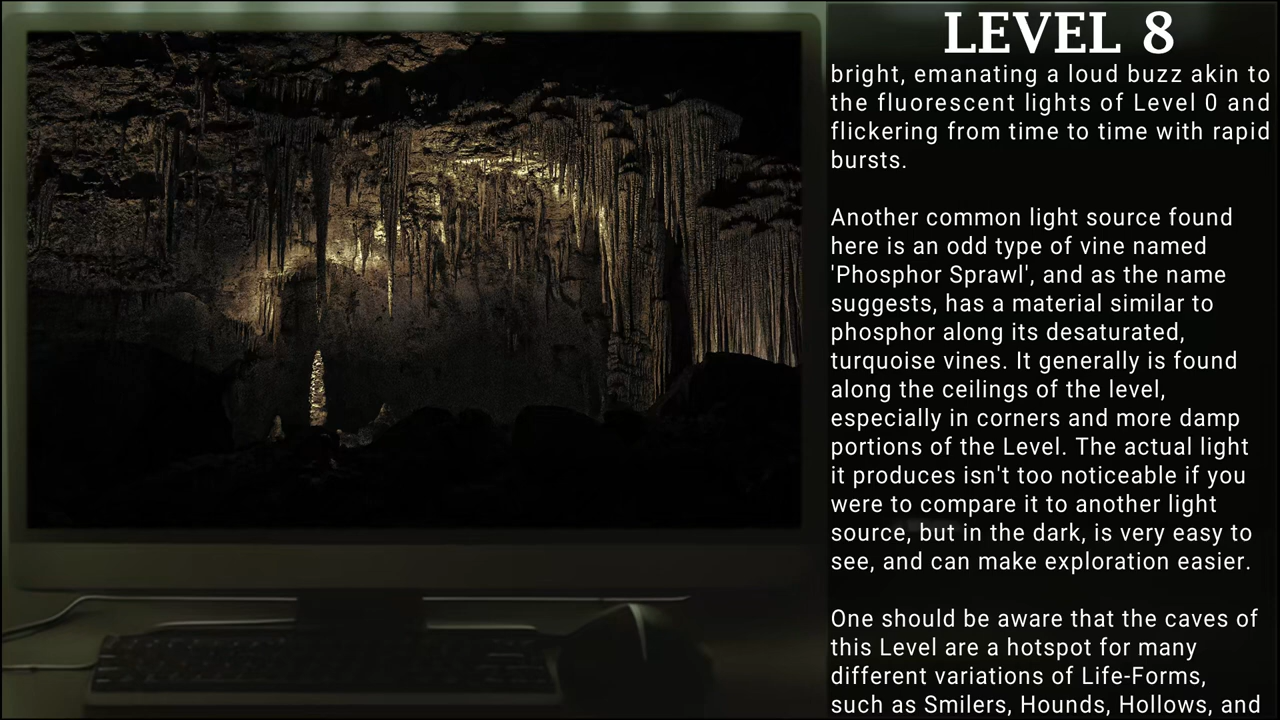 LEVEL 8
bright, emanating a loud buzz akin to
the fluorescent lights of Level 0 and
flickering from time to time with rapid
bursts.
Another common light source found
here is an odd type of vine named
'Phosphor Sprawl', and as the name
suggests, has a material similar to
phosphor along its desaturated,
turquoise vines. It generally is found
along the ceilings of the level,
especially in corners and more damp
portions of the Level. The actual light
it produces isn't too noticeable if you
were to compare it to another light
source, but in the dark, is very easy to
see, and can make exploration easier.
One should be aware that the caves of
this Level are a hotspot for many
different variations of Life-Forms,
such as Smilers, Hounds, Hollows, and